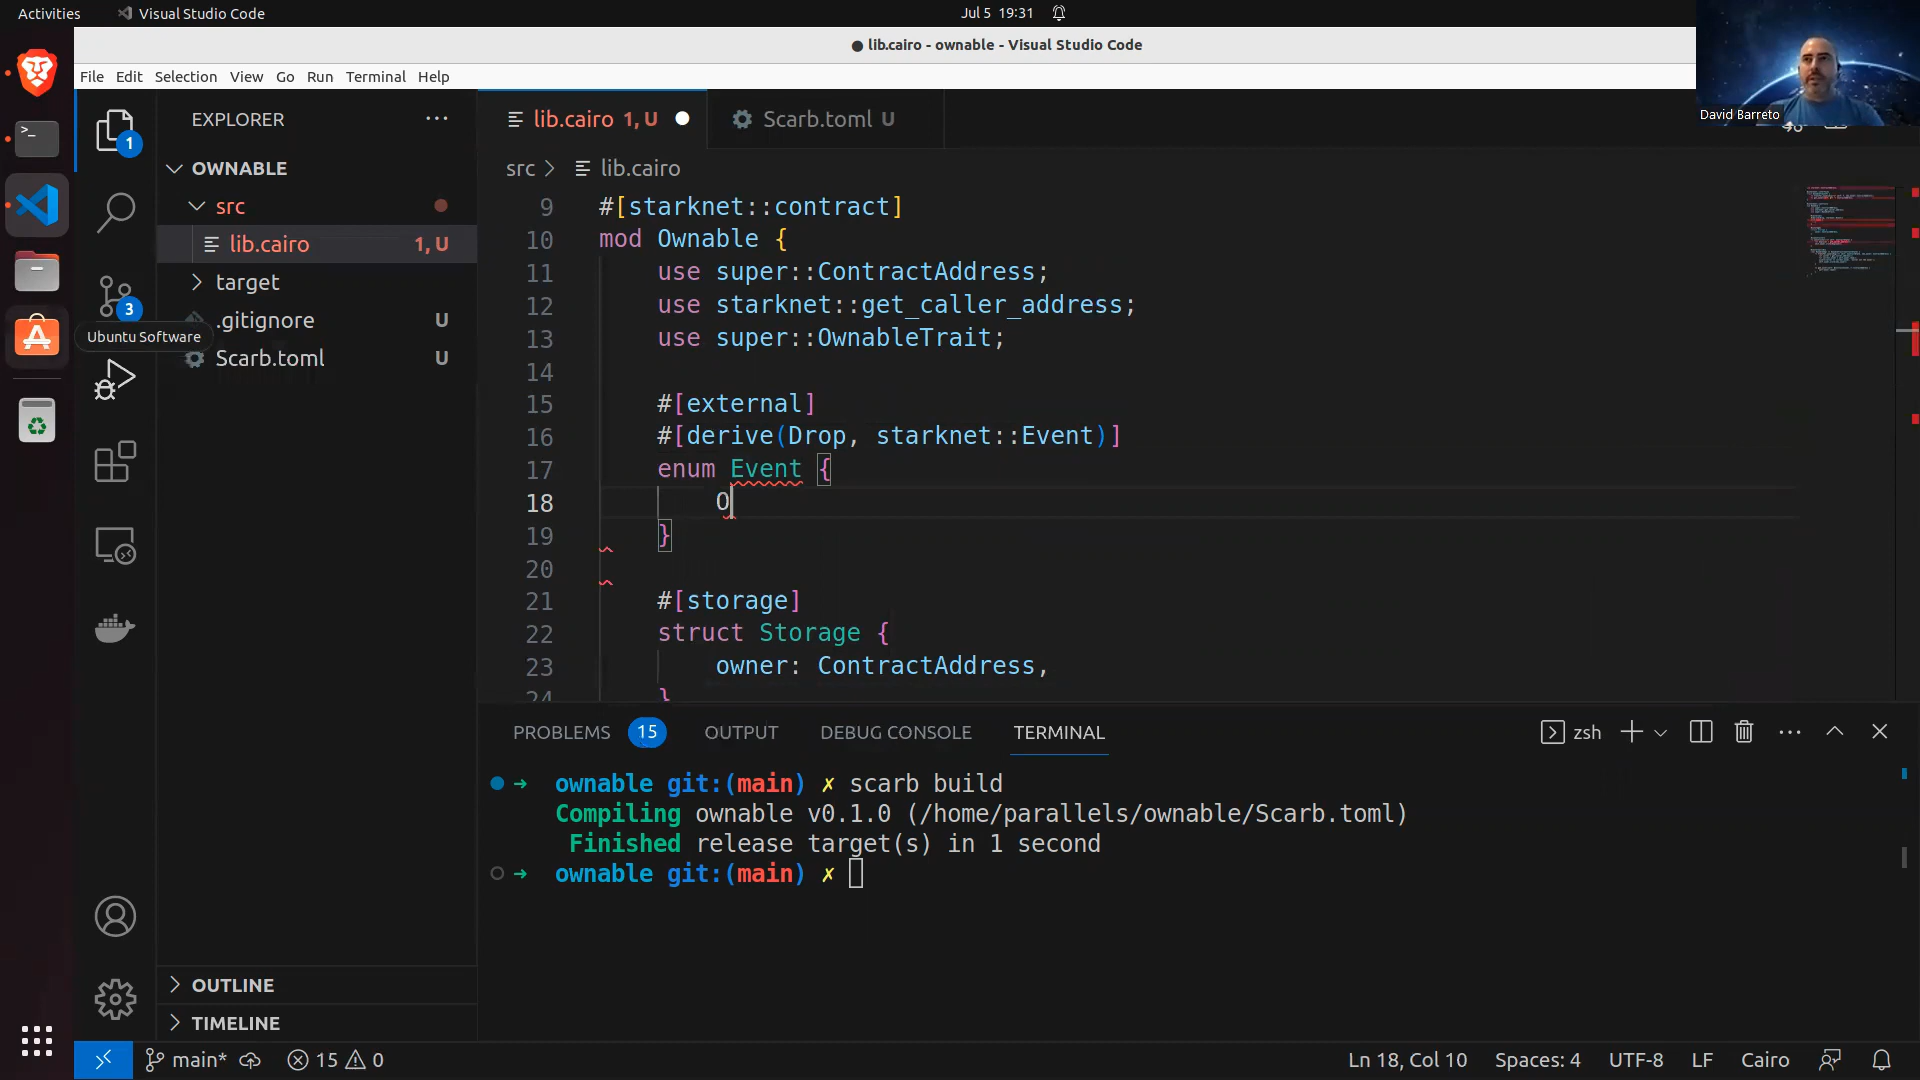 Activities
Visual Studio Code
Jul 5 19:31
● lib.cairo - ownable - Visual Studio Code
David Barreto
File Edit Selection View Go Run Terminal Help
EXPLORER
OWNABLE
src
lib.cairo 1, U
target
.gitignore U
Scarb.toml U
1
3
Ubuntu Software
OUTLINE
TIMELINE
lib.cairo 1, U
Scarb.toml U
src > lib.cairo
9 #[starknet::contract]
10 mod Ownable {
11 use super::ContractAddress;
12 use starknet::get_caller_address;
13 use super::OwnableTrait;
14
15 #[external]
16 #[derive(Drop, starknet::Event)]
17 enum Event {
18 O
19 }
20
21 #[storage]
22 struct Storage {
23 owner: ContractAddress,
24 }
PROBLEMS 15 OUTPUT DEBUG CONSOLE TERMINAL
zsh
→ ownable git:(main) ✗ scarb build
Compiling ownable v0.1.0 (/home/parallels/ownable/Scarb.toml)
Finished release target(s) in 1 second
→ ownable git:(main) ✗
main* 15 0
Ln 18, Col 10 Spaces: 4 UTF-8 LF Cairo